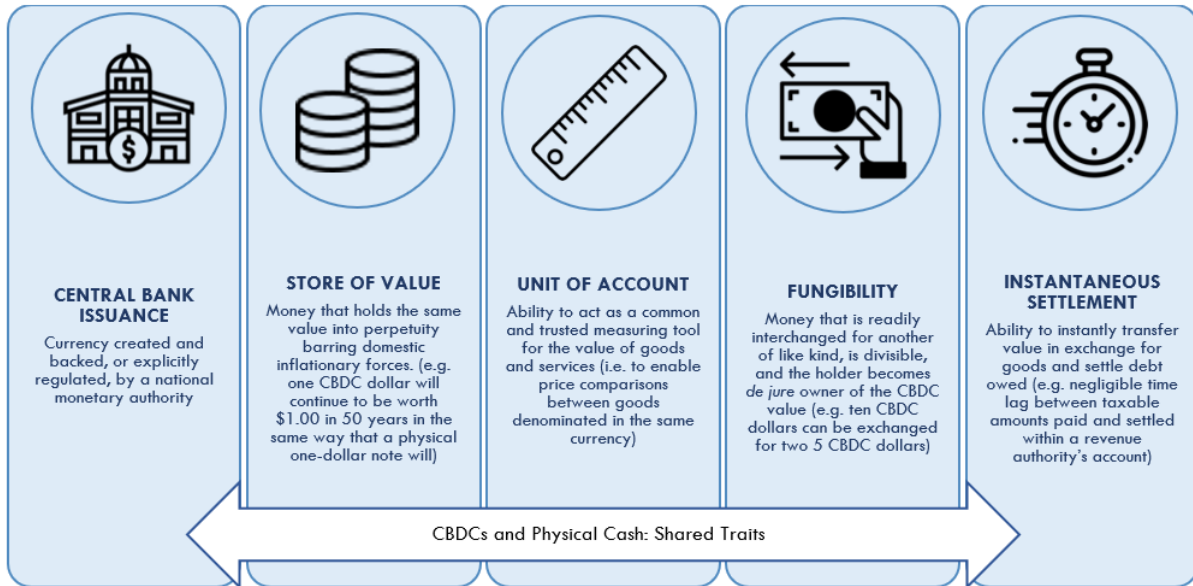 $
CENTRAL BANK
ISSUANCE
Currency created and
backed, or explicitly
regulated, by a national
monetary authority
STORE OF VALUE
Money that holds the same
value into perpetuity
barring domestic
inflationary forces. (e.g.
one CBDC dollar will
continue to be worth
$1.00 in 50 years in the
same way that a physical
one-dollar note will)
UNIT OF ACCOUNT
Ability to act as a common
and trusted measuring tool
for the value of goods
and services (i.e. to enable
price comparisons
between goods
denominated in the same
currency)
FUNGIBILITY
Money that is readily
interchanged for another
of like kind, is divisible,
and the holder becomes
de jure owner of the CBDC
value (e.g. ten CBDC
dollars can be exchanged
for two 5 CBDC dollars)
INSTANTANEOUS
SETTLEMENT
Ability to instantly transfer
value in exchange for
goods and settle debt
owed (e.g. negligible time
lag between taxable
amounts paid and settled
within a revenue
authority's account)
CBDCs and Physical Cash: Shared Traits